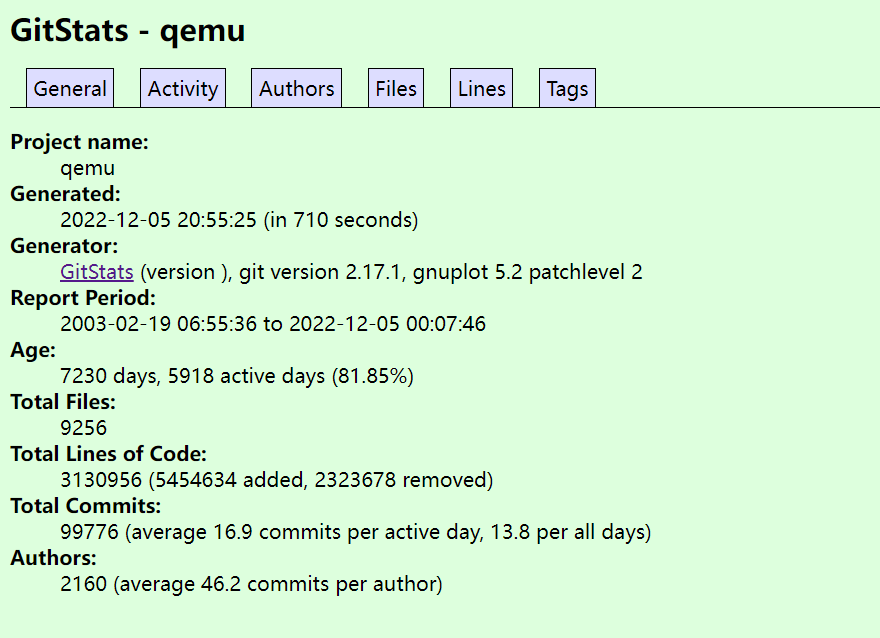 GitStats - qemu
General Activity Authors Files Lines Tags
Project name:
qemu
Generated:
2022-12-05 20:55:25 (in 710 seconds)
Generator:
GitStats (version ), git version 2.17.1, gnuplot 5.2 patchlevel 2
Report Period:
2003-02-19 06:55:36 to 2022-12-05 00:07:46
Age:
7230 days, 5918 active days (81.85%)
Total Files:
9256
Total Lines of Code:
3130956 (5454634 added, 2323678 removed)
Total Commits:
99776 (average 16.9 commits per active day, 13.8 per all days)
Authors:
2160 (average 46.2 commits per author)